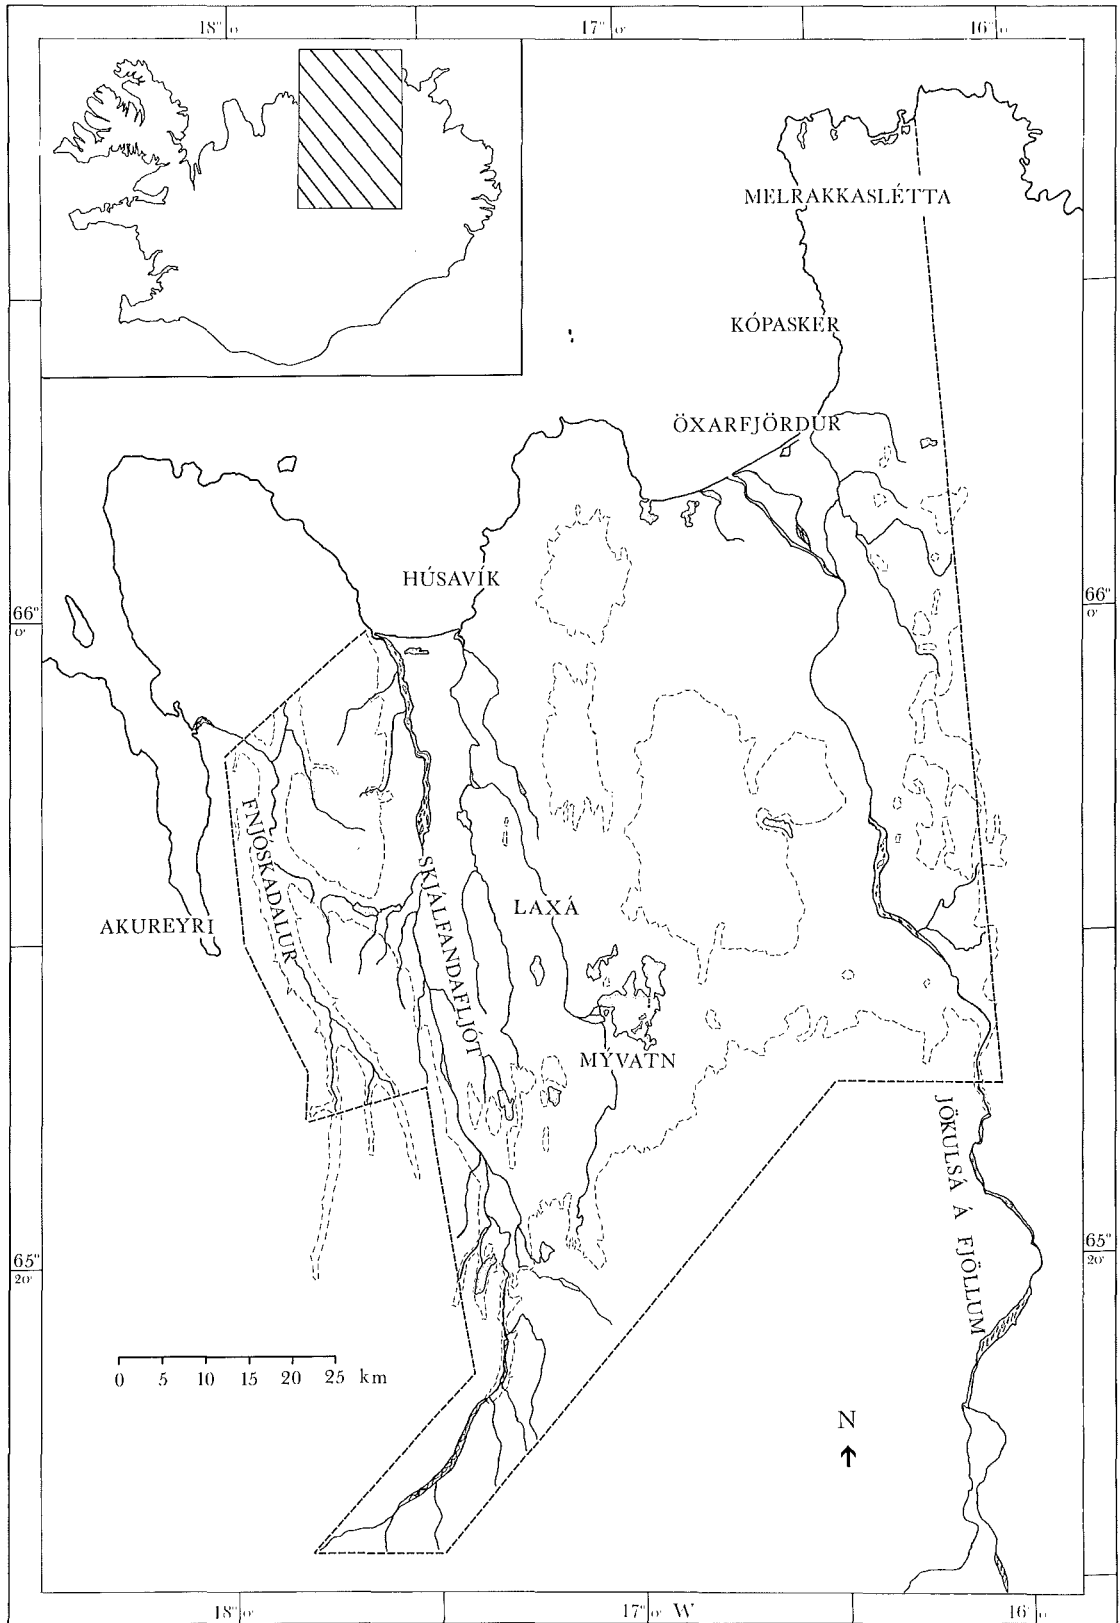 18° 0'
17° 0'
16° 0'
MELRAKKASLÉTTA
KÓPASKER
ÖXARFJÖRDUR
HÚSAVÍK
66° 0'
66° 0'
FNJÓSKADALUR
SKJÁLFANDAFLJÓT
LAXÁ
AKUREYRI
MÝVATN
JÖKULSÁ Á FJÖLLUM
65° 20'
65° 20'
0 5 10 15 20 25 km
N
18° 0'
17° 0' W
16° 0'